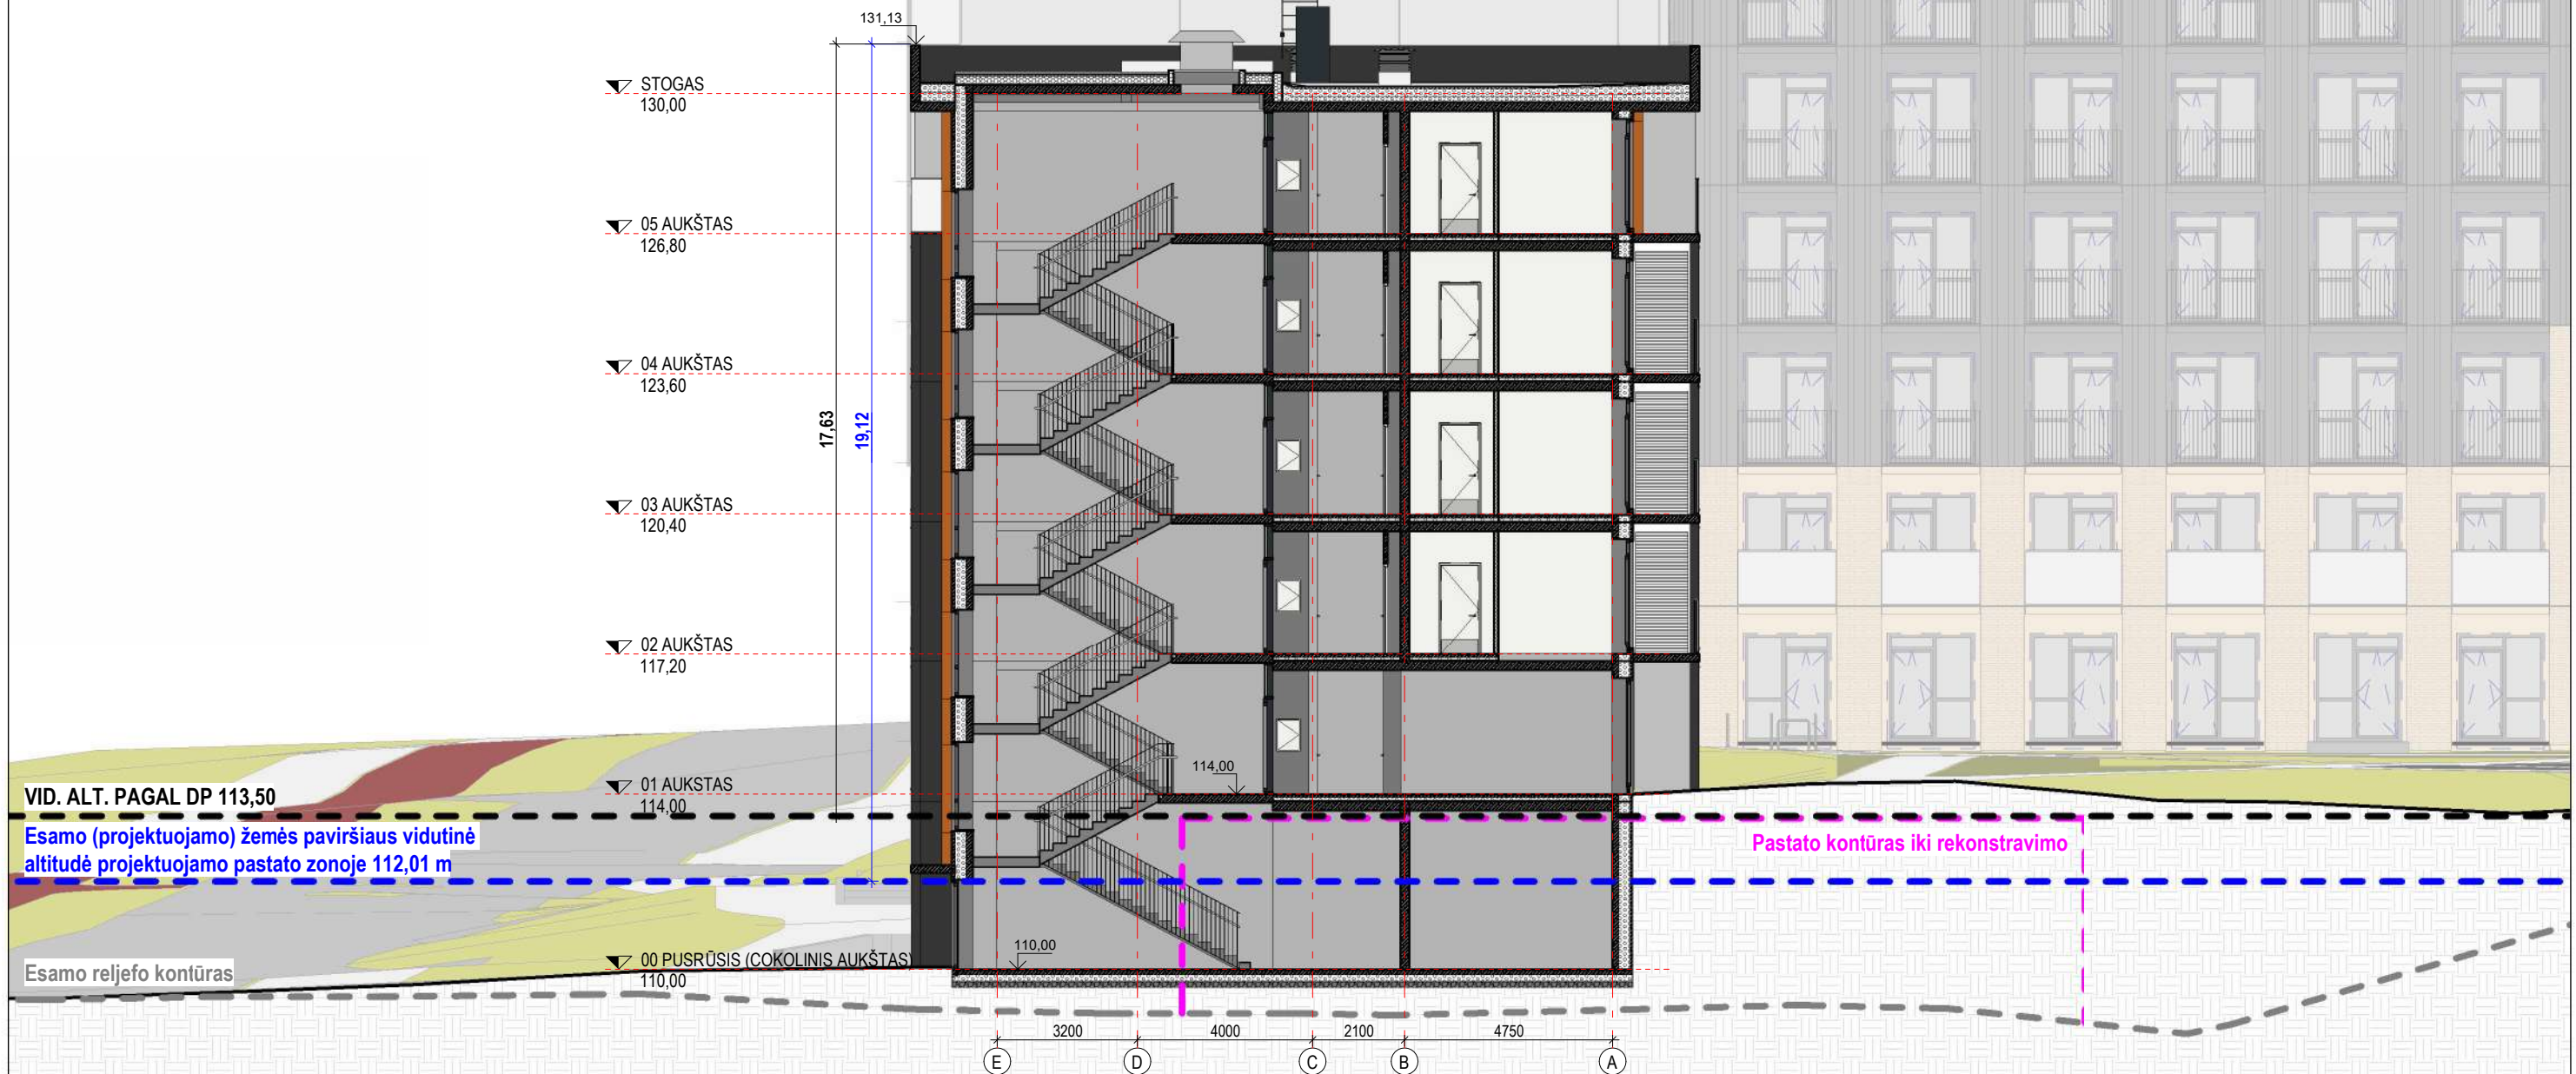 131,13
STOGAS
130,00
05 AUKŠTAS
126,80
04 AUKŠTAS
123,60
17,63
19,12
03 AUKŠTAS
120,40
02 AUKŠTAS
117,20
114,00
01 AUKŠTAS
114,00
VID. ALT. PAGAL DP 113,50
Esamo (projektuojamo) žemės paviršiaus vidutinė
altitudė projektuojamo pastato zonoje 112,01 m
Pastato kontūras iki rekonstravimo
110,00
00 PUSRŪSIS (COKOLINIS AUKŠTAS)
110,00
Esamo reljefo kontūras
3200 4000 2100 4750
E D C B A